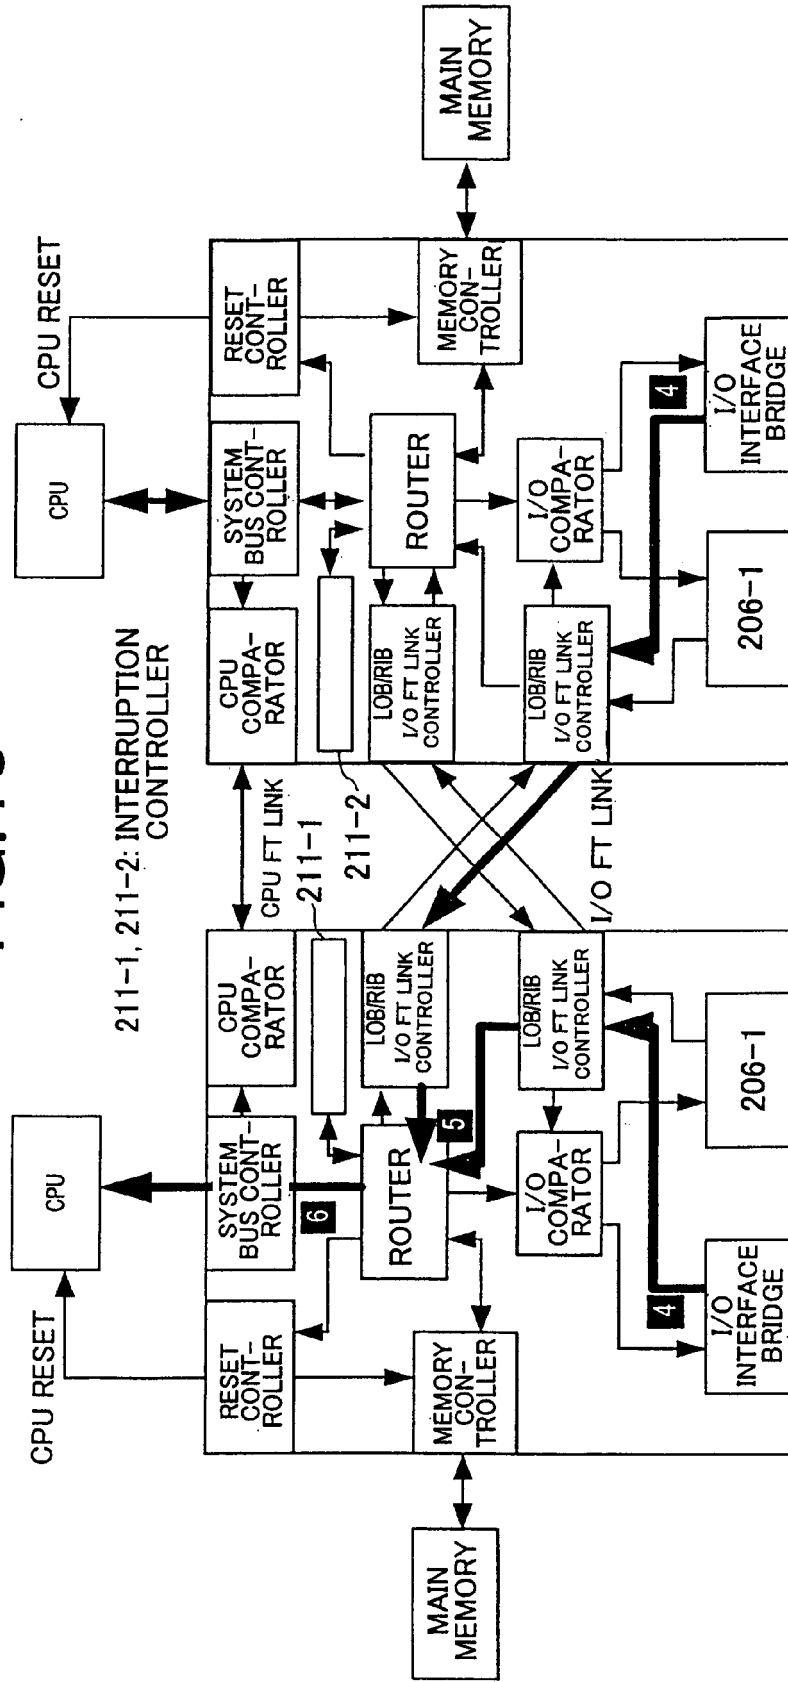 211-1, 211-2: INTERRUPTION
CONTROLLER
CPU RESET
CPU
CPU
CPU RESET
RESET
CONT-
ROLLER
SYSTEM
BUS CONT-
ROLLER
CPU
COMPA-
RATOR
CPU FT LINK
CPU
COMPA-
RATOR
SYSTEM
BUS CONT-
ROLLER
RESET
CONT-
ROLLER
6
211-1
211-2
MAIN
MEMORY
MEMORY
CON-
TROLLER
ROUTER
5
LOB/RIB
I/O FT LINK
CONTROLLER
LOB/RIB
I/O FT LINK
CONTROLLER
ROUTER
MEMORY
CON-
TROLLER
MAIN
MEMORY
I/O
COMPA-
RATOR
LOB/RIB
I/O FT LINK
CONTROLLER
I/O FT LINK
LOB/RIB
I/O FT LINK
CONTROLLER
I/O
COMPA-
RATOR
4
4
I/O
INTERFACE
BRIDGE
206-1
206-1
I/O
INTERFACE
BRIDGE